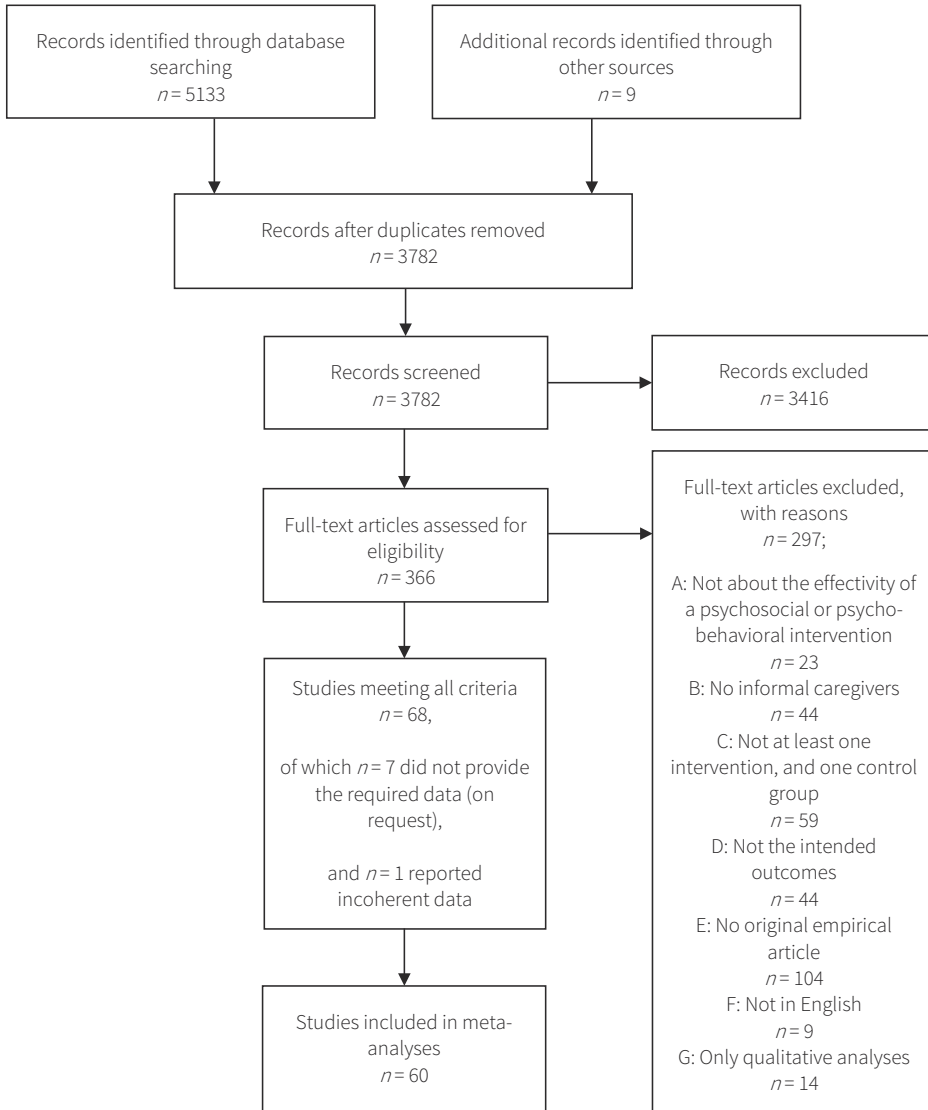 Records identified through database
searching
n = 5133
Additional records identified through
other sources
n = 9
Records after duplicates removed
n = 3782
Records screened
n = 3782
Records excluded
n = 3416
Full-text articles assessed for
eligibility
n = 366
Full-text articles excluded,
with reasons
n = 297;
A: Not about the effectivity of
a psychosocial or psycho-
behavioral intervention
n = 23
B: No informal caregivers
n = 44
C: Not at least one
intervention, and one control
group
n = 59
D: Not the intended
outcomes
n = 44
E: No original empirical
article
n = 104
F: Not in English
n = 9
G: Only qualitative analyses
n = 14
Studies meeting all criteria
n = 68,
of which n = 7 did not provide
the required data (on
request),
and n = 1 reported
incoherent data
Studies included in meta-
analyses
n = 60